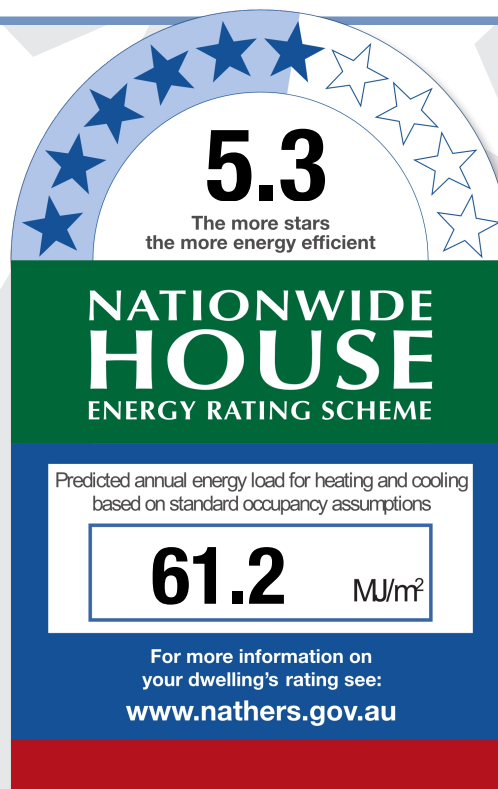 5.3
The more stars
the more energy efficient
NATIONWIDE
HOUSE
ENERGY RATING SCHEME
Predicted annual energy load for heating and cooling
based on standard occupancy assumptions
61.2 MJ/m²
For more information on
your dwelling's rating see:
www.nathers.gov.au